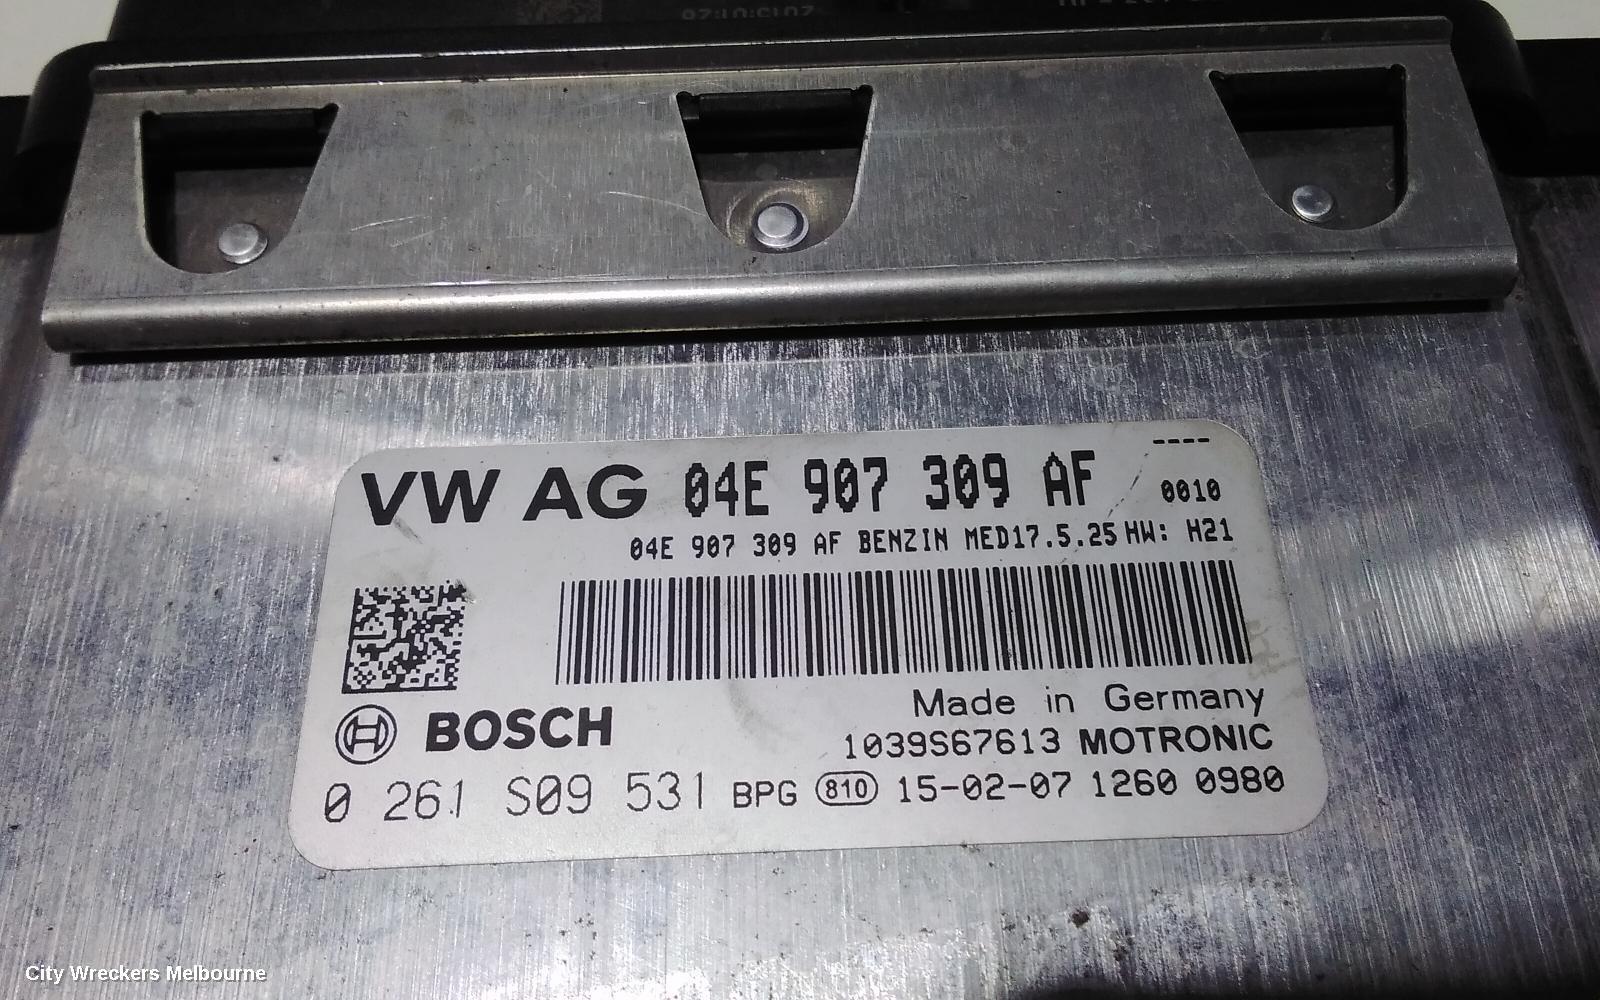 ----
VW AG 04E 907 309 AF 0010
04E 907 309 AF BENZIN MED17.5.25 HW: H21
Made in Germany
BOSCH 1039S67613 MOTRONIC
0 261 S09 531 BPG 810 15-02-07 1260 0980
City Wreckers Melbourne